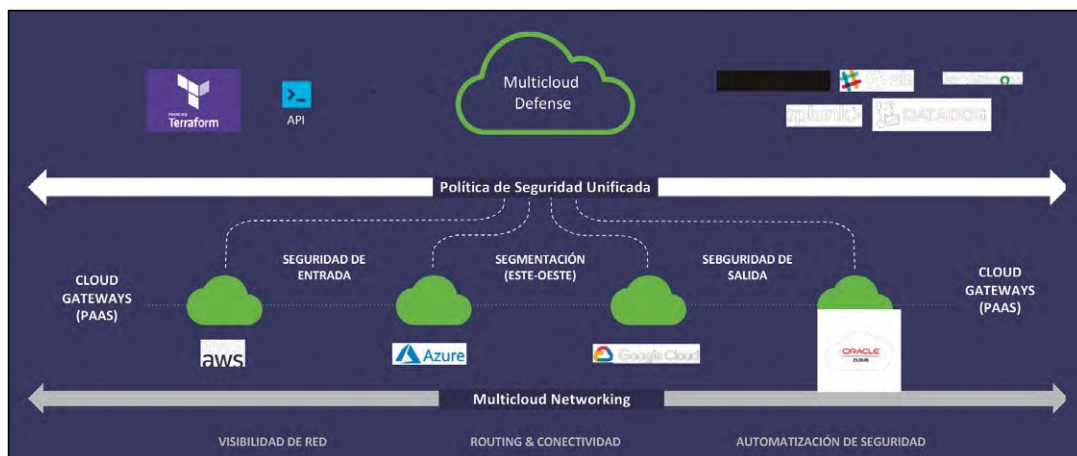 Multicloud
Defense
HashiCorp
Terraform
API
splunk>
DATADOG
Política de Seguridad Unificada
SEGURIDAD DE
ENTRADA
SEGMENTACIÓN
(ESTE-OESTE)
SEBGURIDAD DE
SALIDA
CLOUD
GATEWAYS
(PAAS)
CLOUD
GATEWAYS
(PAAS)
aws
Azure
Google Cloud
ORACLE
CLOUD
Multicloud Networking
VISIBILIDAD DE RED
ROUTING & CONECTIVIDAD
AUTOMATIZACIÓN DE SEGURIDAD